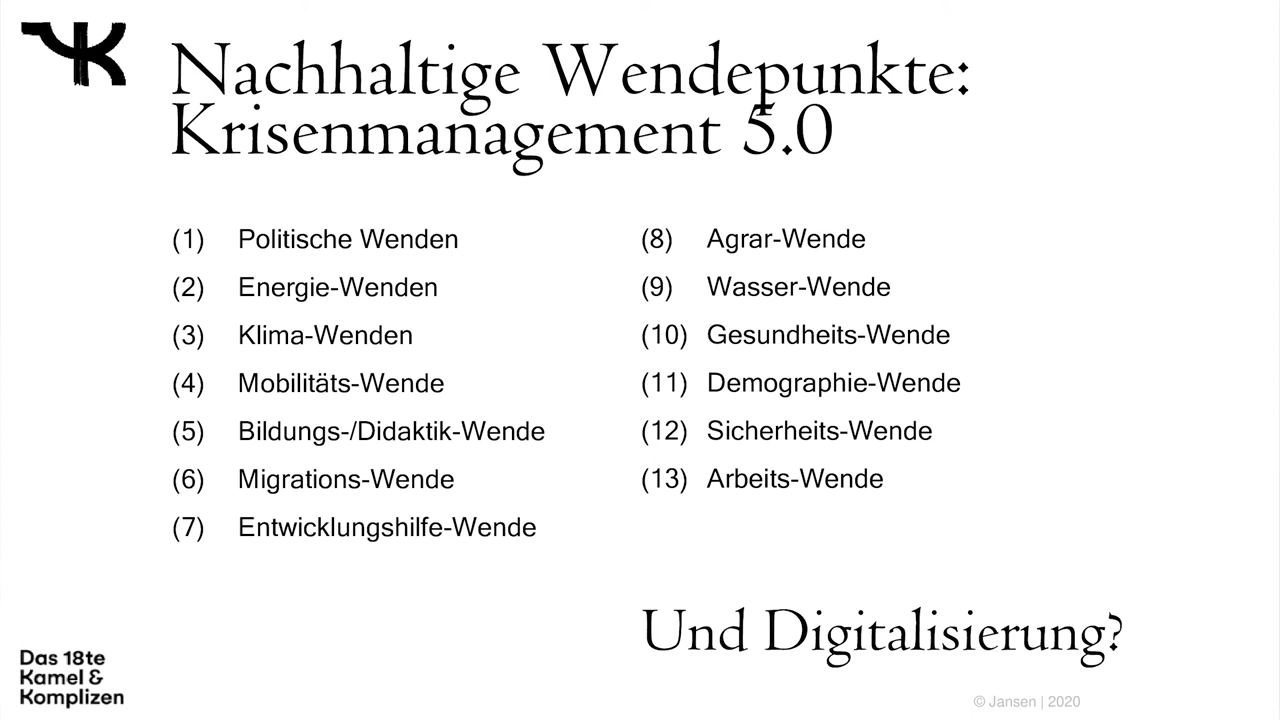 Nachhaltige Wendepunkte:
Krisenmanagement 5.0
(1) Politische Wenden
(2) Energie-Wenden
(3) Klima-Wenden
(4) Mobilitäts-Wende
(5) Bildungs-/Didaktik-Wende
(6) Migrations-Wende
(7) Entwicklungshilfe-Wende
(8) Agrar-Wende
(9) Wasser-Wende
(10) Gesundheits-Wende
(11) Demographie-Wende
(12) Sicherheits-Wende
(13) Arbeits-Wende
Und Digitalisierung?
Das 18te
Kamel &
Komplizen
© Jansen | 2020